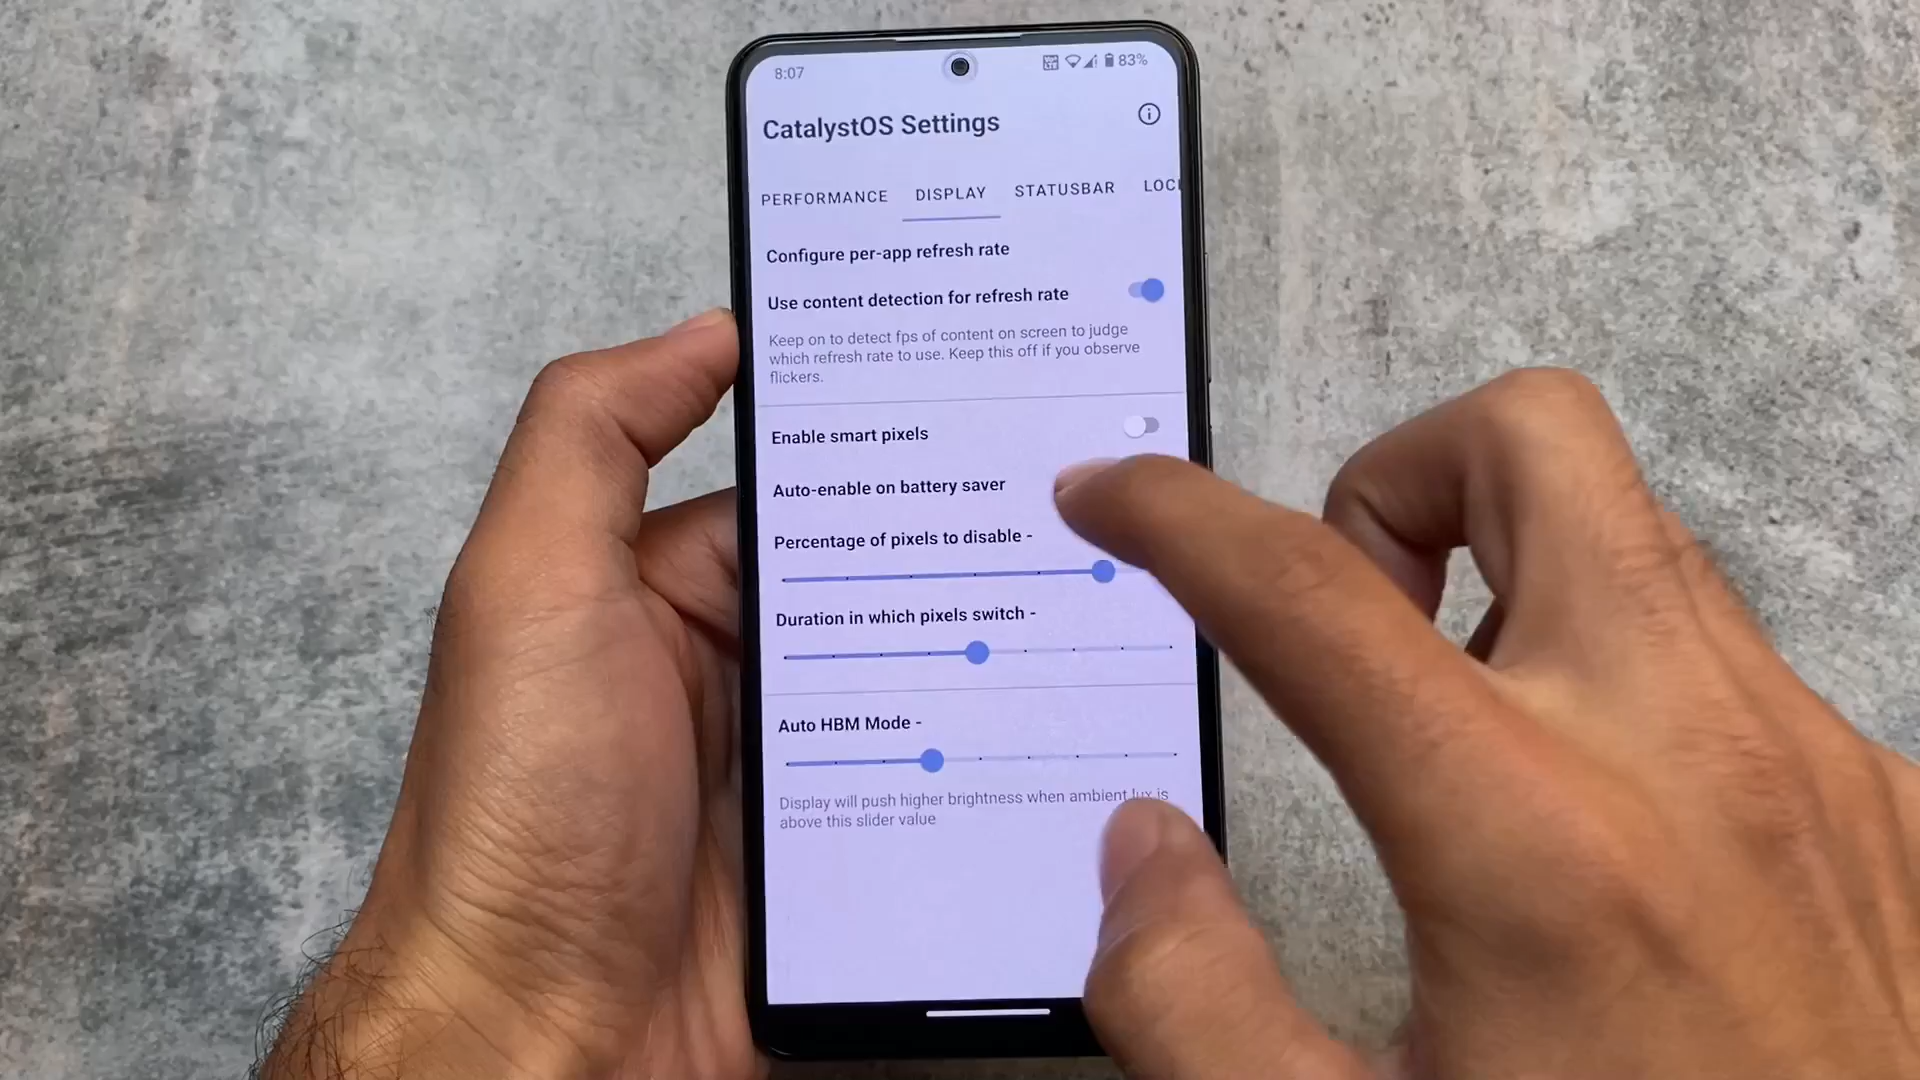 8:07
83%
CatalystOS Settings
PERFORMANCE DISPLAY STATUSBAR LOC
Configure per-app refresh rate
Use content detection for refresh rate
Keep on to detect fps of content on screen to judge
which refresh rate to use. Keep this off if you observe
flickers.
Enable smart pixels
Auto-enable on battery saver
Percentage of pixels to disable -
Duration in which pixels switch -
Auto HBM Mode -
Display will push higher brightness when ambient lux is
above this slider value